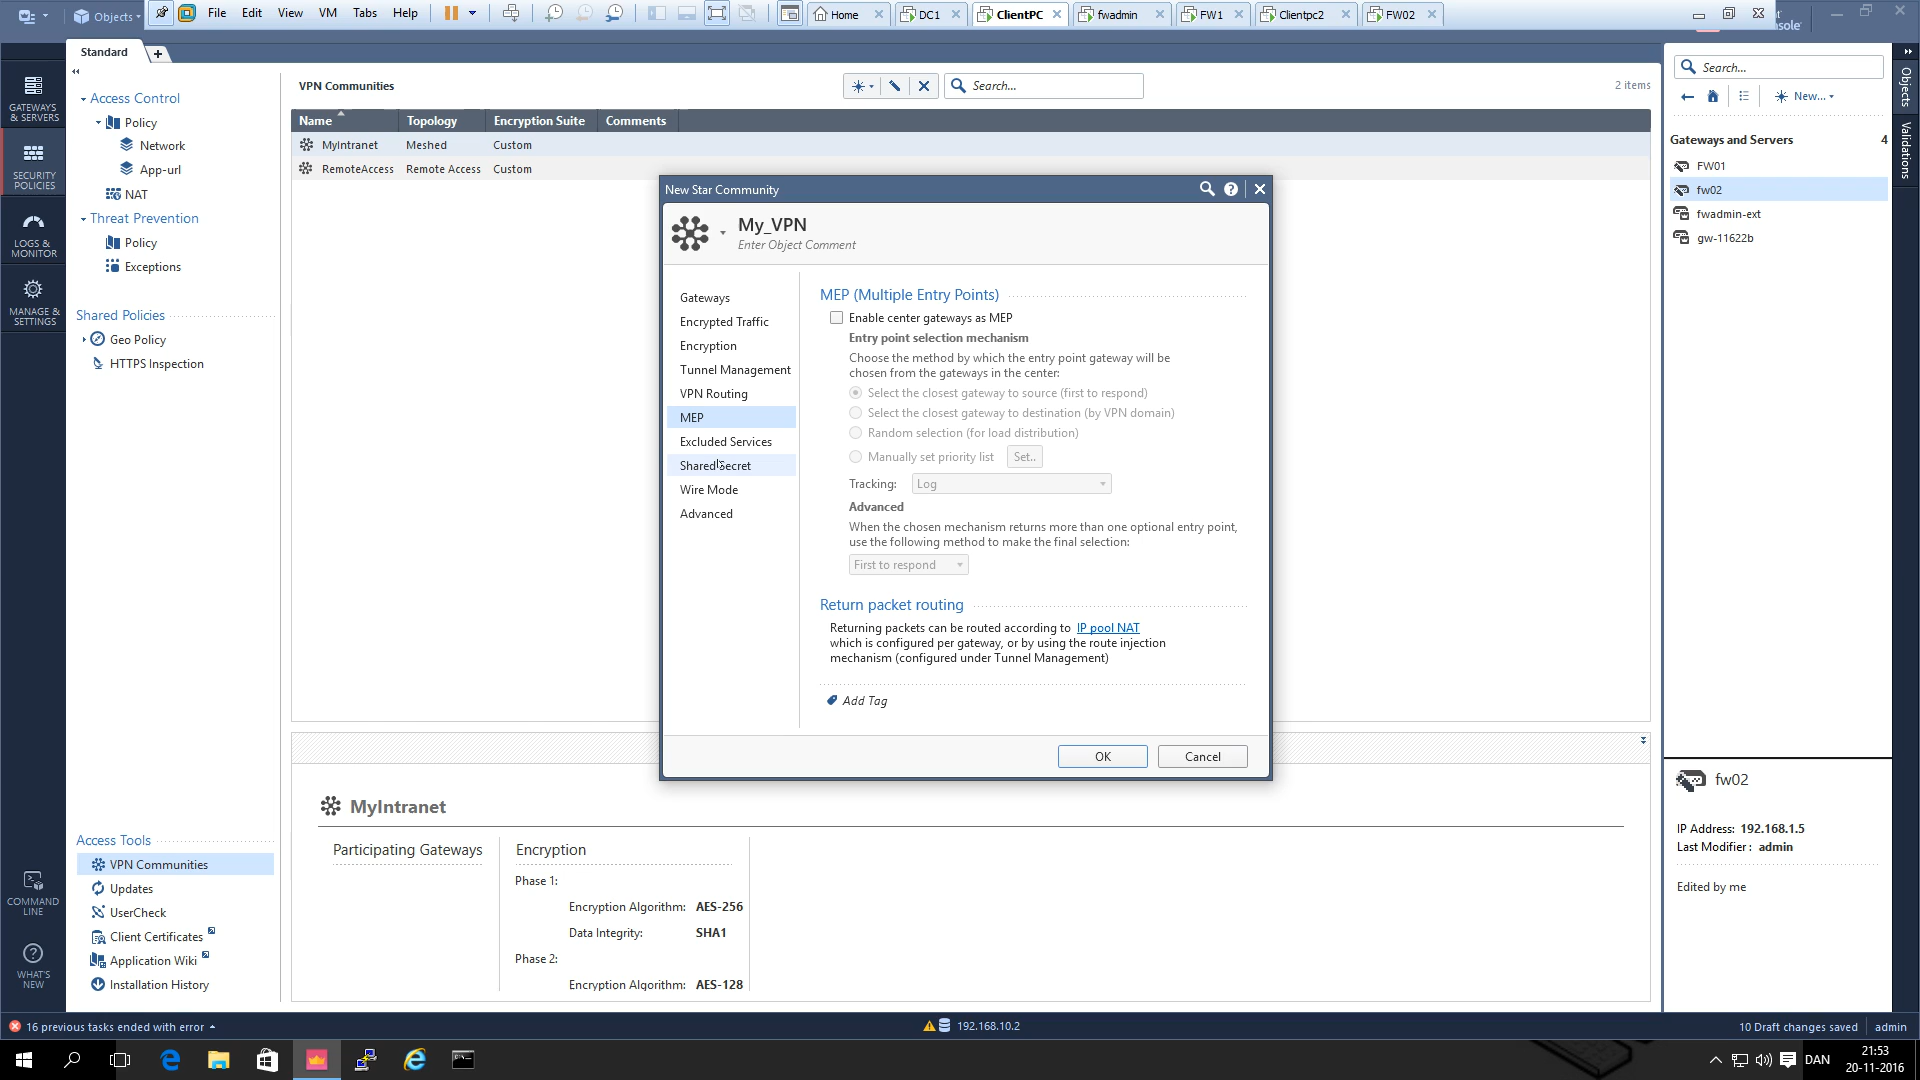 Objects
File Edit View VM Tabs Help
Home DC1 ClientPC fwadmin FW1 Clientpc2 FW02
Standard
GATEWAYS
& SERVERS
SECURITY
POLICIES
LOGS &
MONITOR
MANAGE &
SETTINGS
COMMAND
LINE
WHAT'S
NEW
Access Control
Policy
Network
App-url
NAT
Threat Prevention
Policy
Exceptions
Shared Policies
Geo Policy
HTTPS Inspection
Access Tools
VPN Communities
Updates
UserCheck
Client Certificates
Application Wiki
Installation History
VPN Communities
Search...
2 items
Name Topology Encryption Suite Comments
MyIntranet Meshed Custom
RemoteAccess Remote Access Custom
New Star Community
My_VPN
Enter Object Comment
Gateways
Encrypted Traffic
Encryption
Tunnel Management
VPN Routing
MEP
Excluded Services
Shared Secret
Wire Mode
Advanced
MEP (Multiple Entry Points)
Enable center gateways as MEP
Entry point selection mechanism
Choose the method by which the entry point gateway will be
chosen from the gateways in the center:
Select the closest gateway to source (first to respond)
Select the closest gateway to destination (by VPN domain)
Random selection (for load distribution)
Manually set priority list Set..
Tracking: Log
Advanced
When the chosen mechanism returns more than one optional entry point,
use the following method to make the final selection:
First to respond
Return packet routing
Returning packets can be routed according to IP pool NAT
which is configured per gateway, or by using the route injection
mechanism (configured under Tunnel Management)
Add Tag
OK Cancel
MyIntranet
Participating Gateways
Encryption
Phase 1:
Encryption Algorithm: AES-256
Data Integrity: SHA1
Phase 2:
Encryption Algorithm: AES-128
Search...
New...
Gateways and Servers 4
FW01
fw02
fwadmin-ext
gw-11622b
fw02
IP Address: 192.168.1.5
Last Modifier : admin
Edited by me
Objects
Validations
16 previous tasks ended with error
192.168.10.2
10 Draft changes saved admin
DAN
21:53
20-11-2016